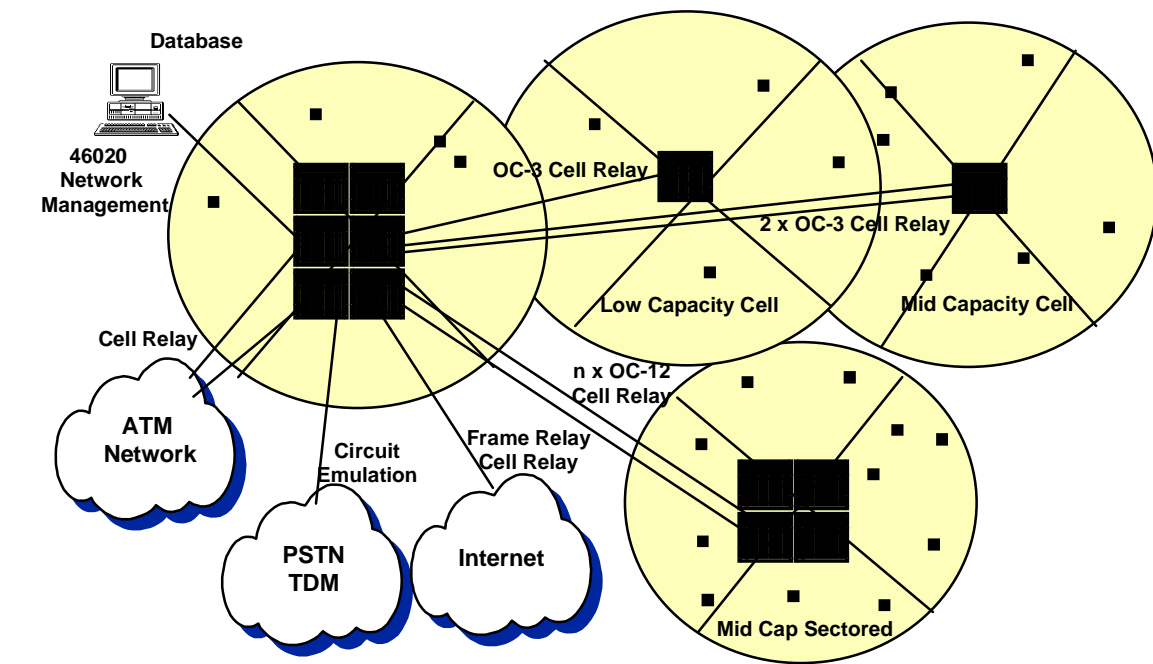 Database
46020
Network
Management
OC-3 Cell Relay
2 x OC-3 Cell Relay
Low Capacity Cell
Mid Capacity Cell
Cell Relay
n x OC-12
Cell Relay
ATM
Network
Circuit
Emulation
Frame Relay
Cell Relay
PSTN
TDM
Internet
Mid Cap Sectored